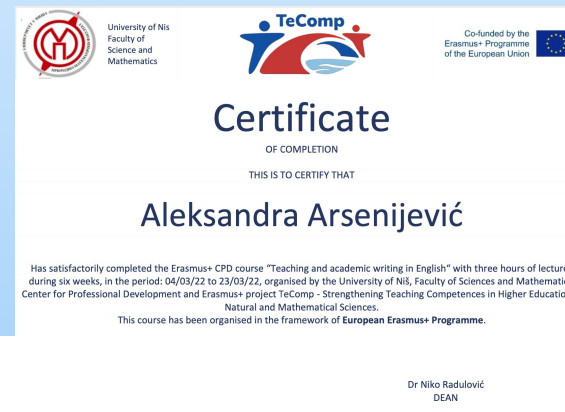 University of Nis
Faculty of
Science and
Mathematics
TeComp
Co-funded by the
Erasmus+ Programme
of the European Union
Certificate
OF COMPLETION
THIS IS TO CERTIFY THAT
Aleksandra Arsenijević
Has satisfactorily completed the Erasmus+ CPD course "Teaching and academic writing in English" with three hours of lecture
during six weeks, in the period: 04/03/22 to 23/03/22, organised by the University of Niš, Faculty of Sciences and Mathematic
Center for Professional Development and Erasmus+ project TeComp - Strengthening Teaching Competences in Higher Educatio
Natural and Mathematical Sciences.
This course has been organised in the framework of European Erasmus+ Programme.
Dr Niko Radulović
DEAN